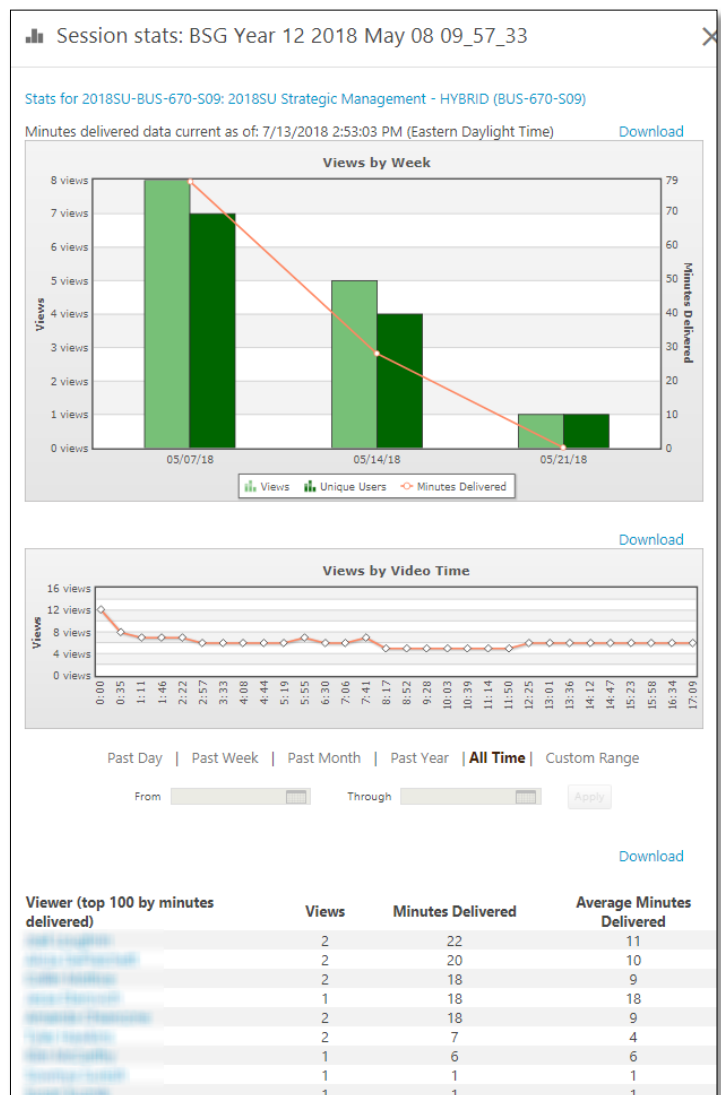 Session stats: BSG Year 12 2018 May 08 09_57_33
Stats for 2018SU-BUS-670-S09: 2018SU Strategic Management - HYBRID (BUS-670-S09)
Minutes delivered data current as of: 7/13/2018 2:53:03 PM (Eastern Daylight Time) Download
Views by Week
8 views 79
7 views 70
6 views 60
5 views 50
4 views 40
3 views 30
2 views 20
1 views 10
0 views 0
Views
Minutes Delivered
05/07/18 05/14/18 05/21/18
Views Unique Users Minutes Delivered
Download
Views by Video Time
16 views
12 views
8 views
4 views
0 views
Views
0:00 0:35 1:11 1:46 2:22 2:57 3:33 4:08 4:44 5:19 5:55 6:30 7:06 7:41 8:17 8:52 9:28 10:03 10:39 11:14 11:50 12:25 13:01 13:36 14:12 14:47 15:23 15:58 16:34 17:09
Past Day | Past Week | Past Month | Past Year | All Time | Custom Range
From Through Apply
Download
Viewer (top 100 by minutes delivered) Views Minutes Delivered Average Minutes Delivered
2 22 11
2 20 10
2 18 9
1 18 18
2 18 9
2 7 4
1 6 6
1 1 1
1 1 1